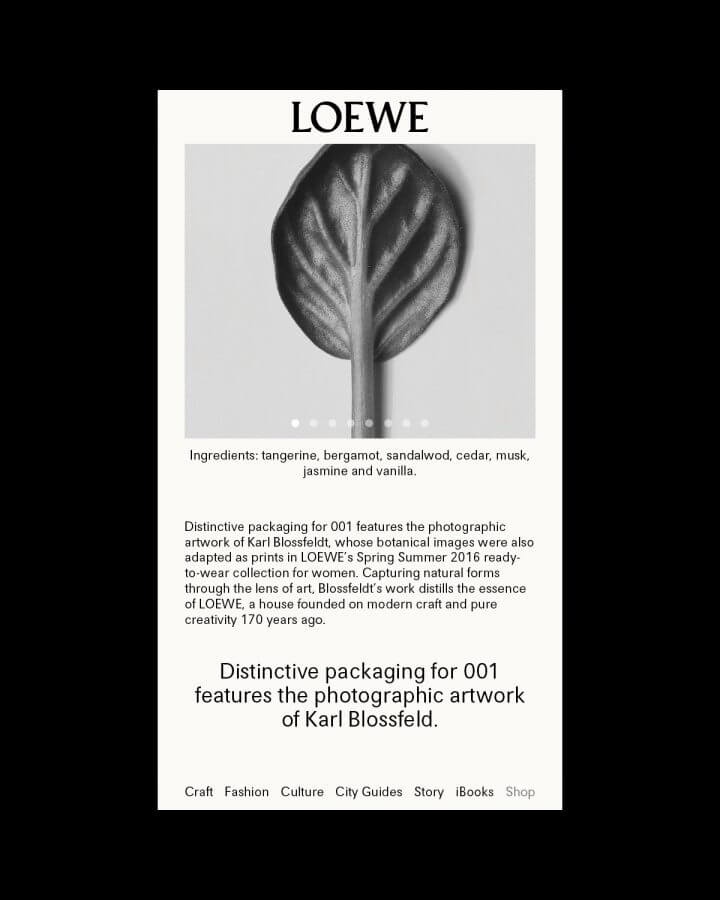 LOEWE
Ingredients: tangerine, bergamot, sandalwod, cedar, musk,
jasmine and vanilla.
Distinctive packaging for 001 features the photographic
artwork of Karl Blossfeldt, whose botanical images were also
adapted as prints in LOEWE's Spring Summer 2016 ready-
to-wear collection for women. Capturing natural forms
through the lens of art, Blossfeldt's work distills the essence
of LOEWE, a house founded on modern craft and pure
creativity 170 years ago.
Distinctive packaging for 001
features the photographic artwork
of Karl Blossfeld.
Craft Fashion Culture City Guides Story iBooks Shop